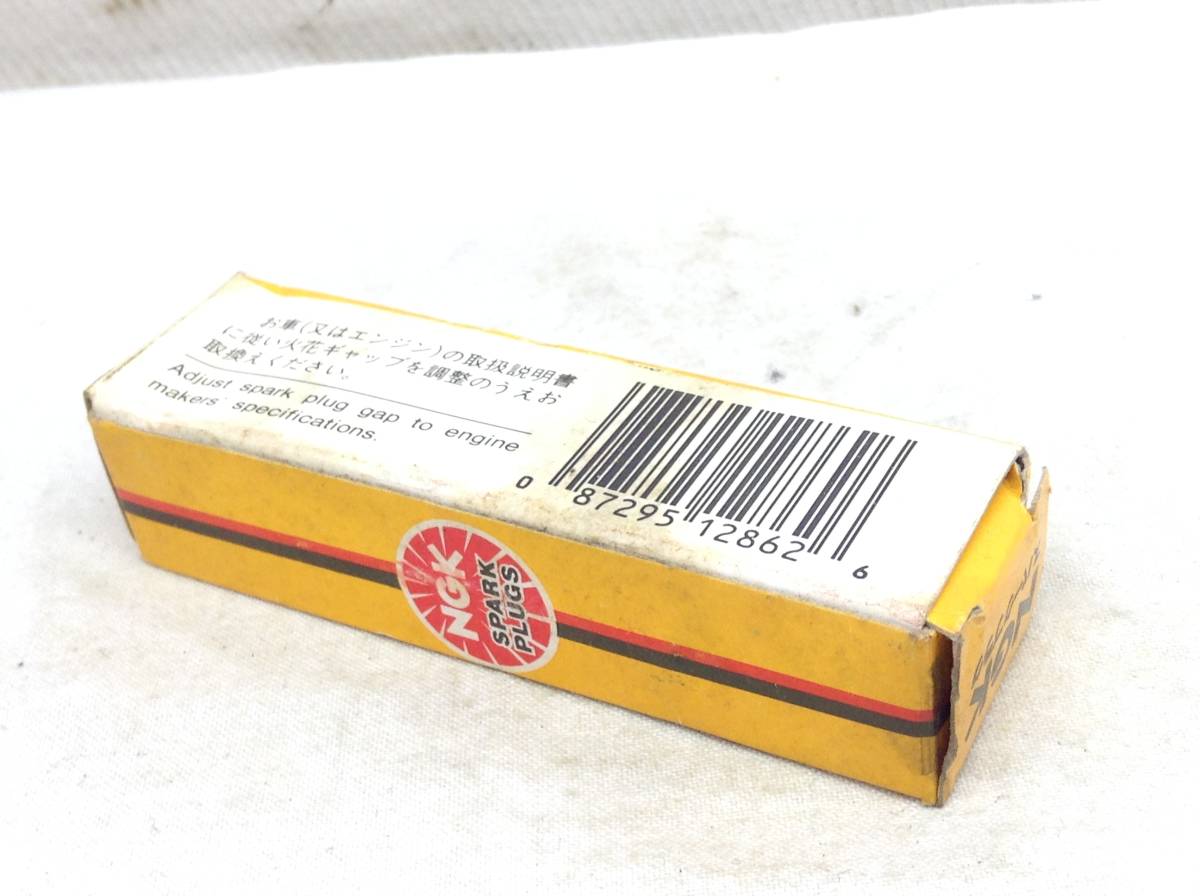 お車(又はエンジン)の取扱説明書
に従い火花ギャップを調整のうえお
取換えください。
Adjust spark plug gap to engine
makers' specifications.
0 87295 12862 6
NGK
SPARK
PLUGS